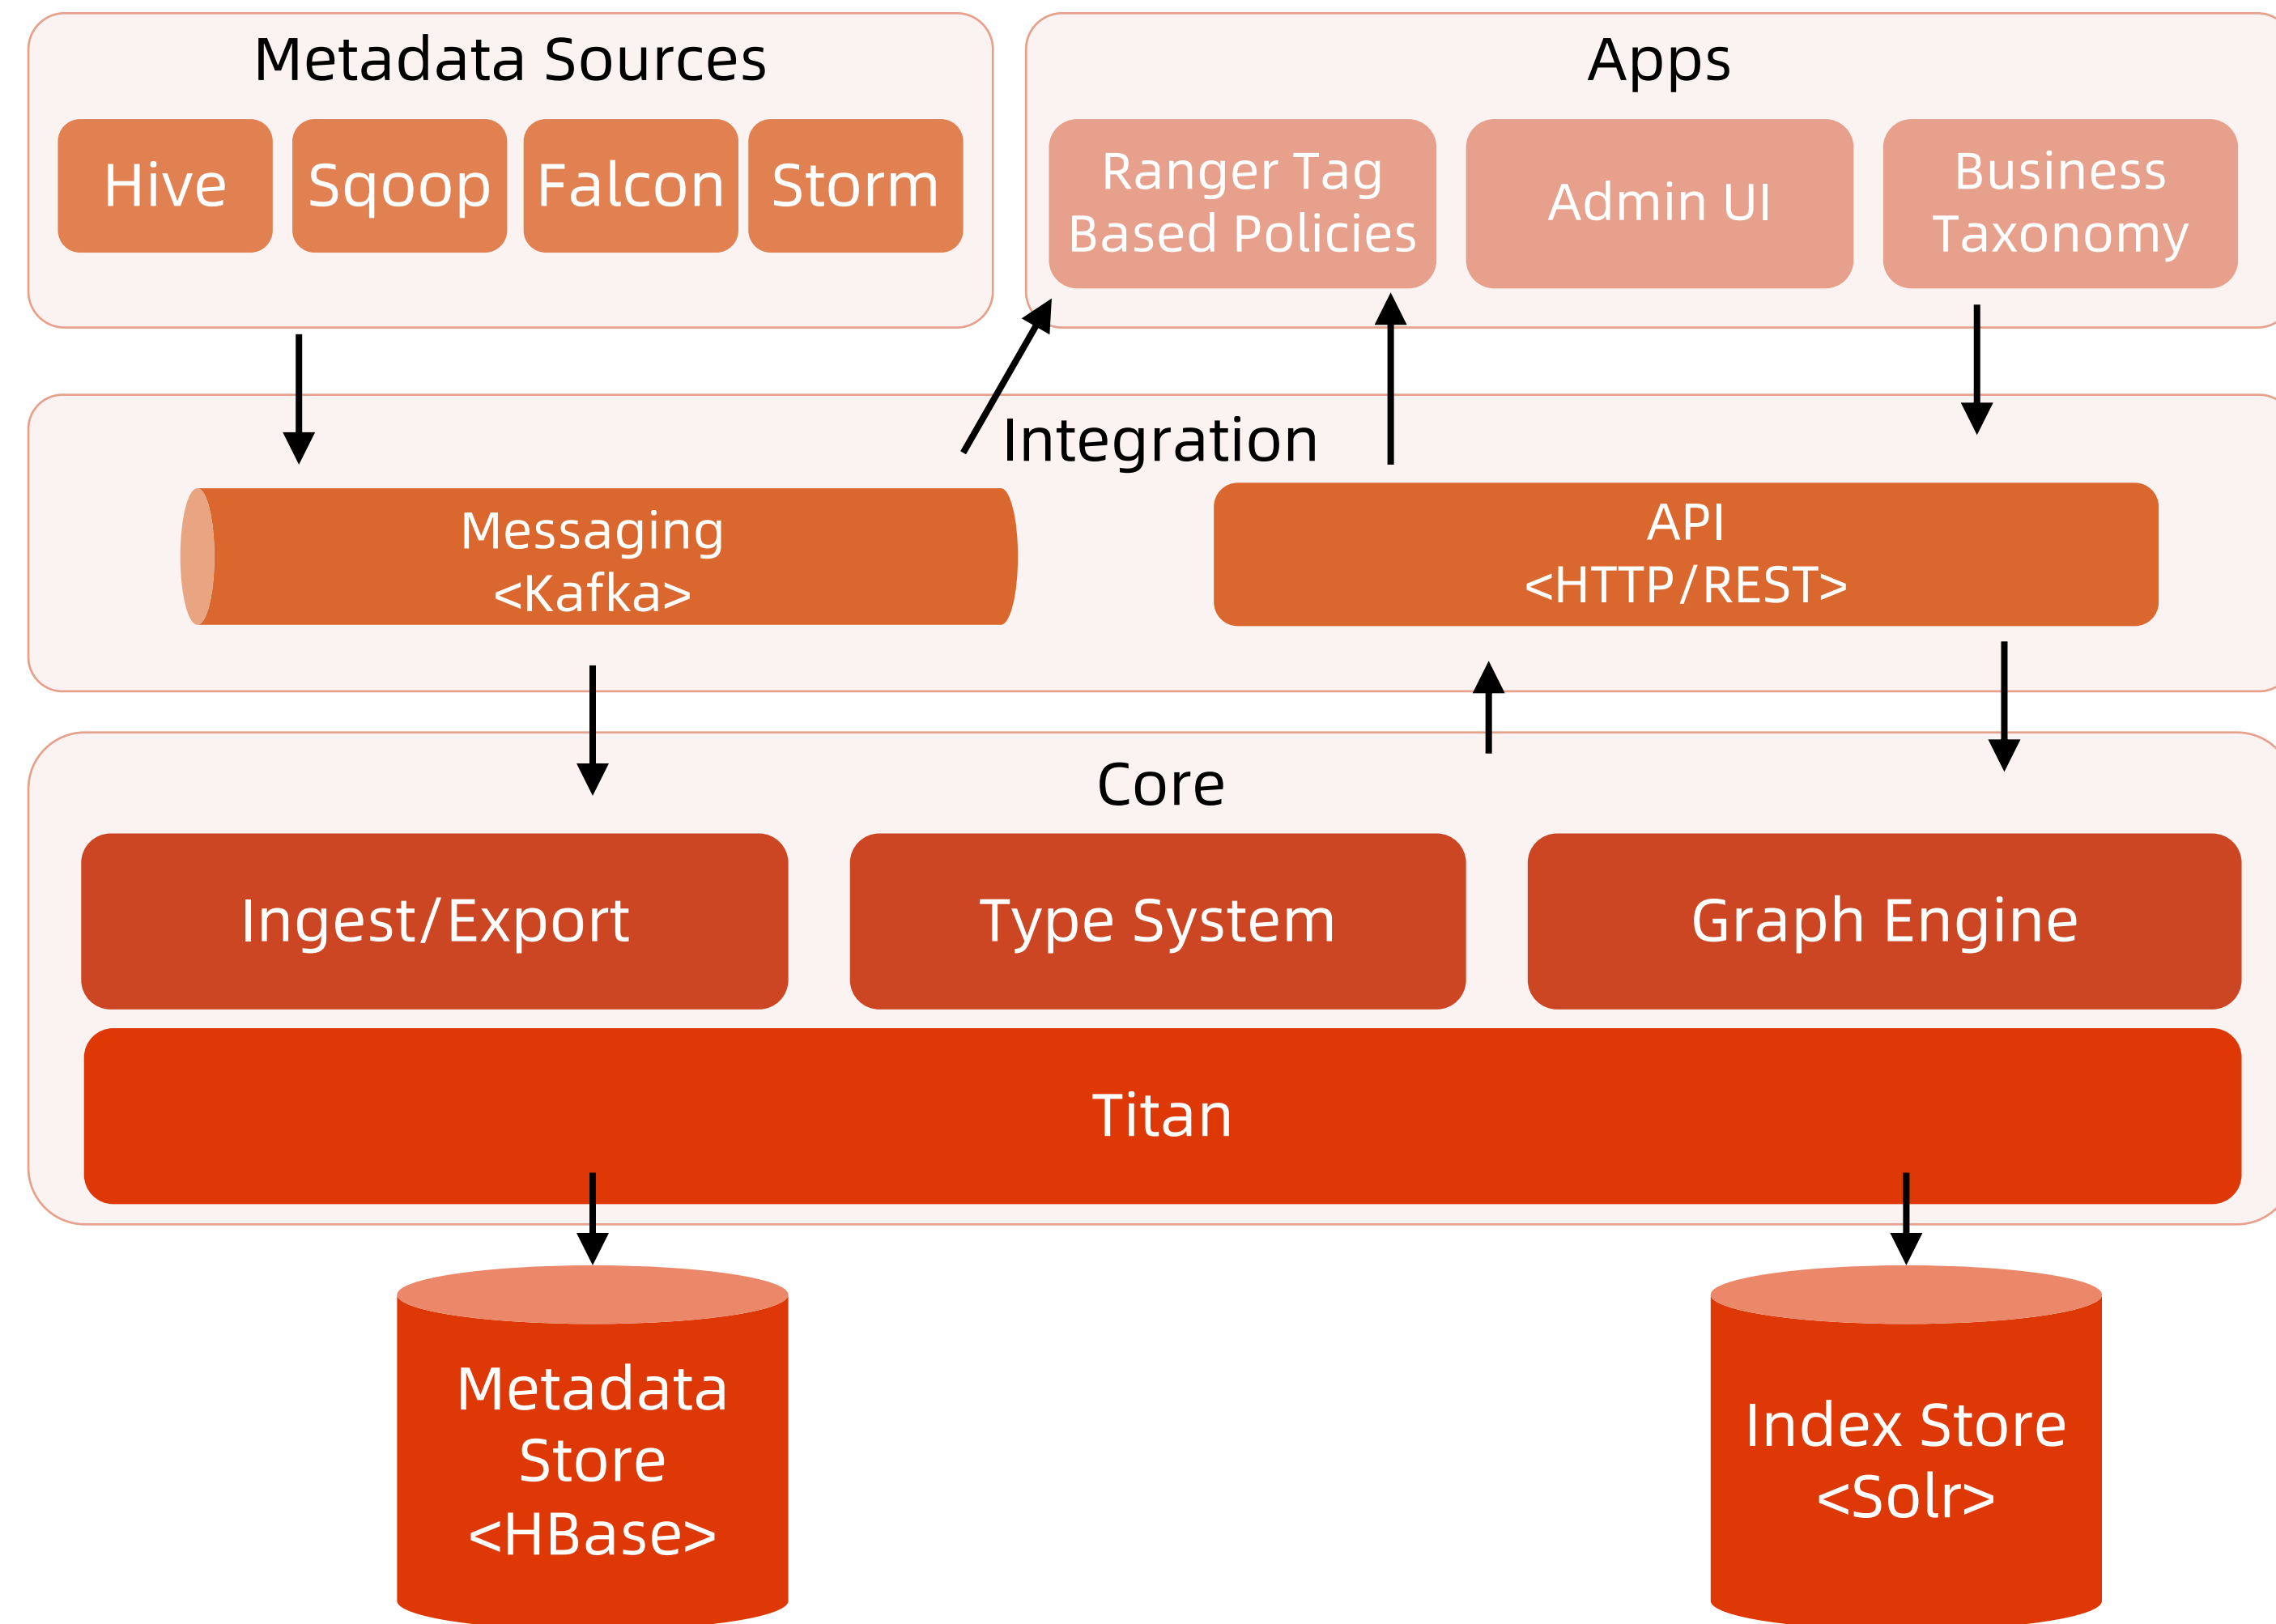 Metadata Sources
Hive
Sqoop
Falcon
Storm
Apps
Ranger Tag
Based Policies
Admin UI
Business
Taxonomy
Integration
Messaging
<Kafka>
API
<HTTP/REST>
Core
Ingest/Export
Type System
Graph Engine
Titan
Metadata
Store
<HBase>
Index Store
<Solr>